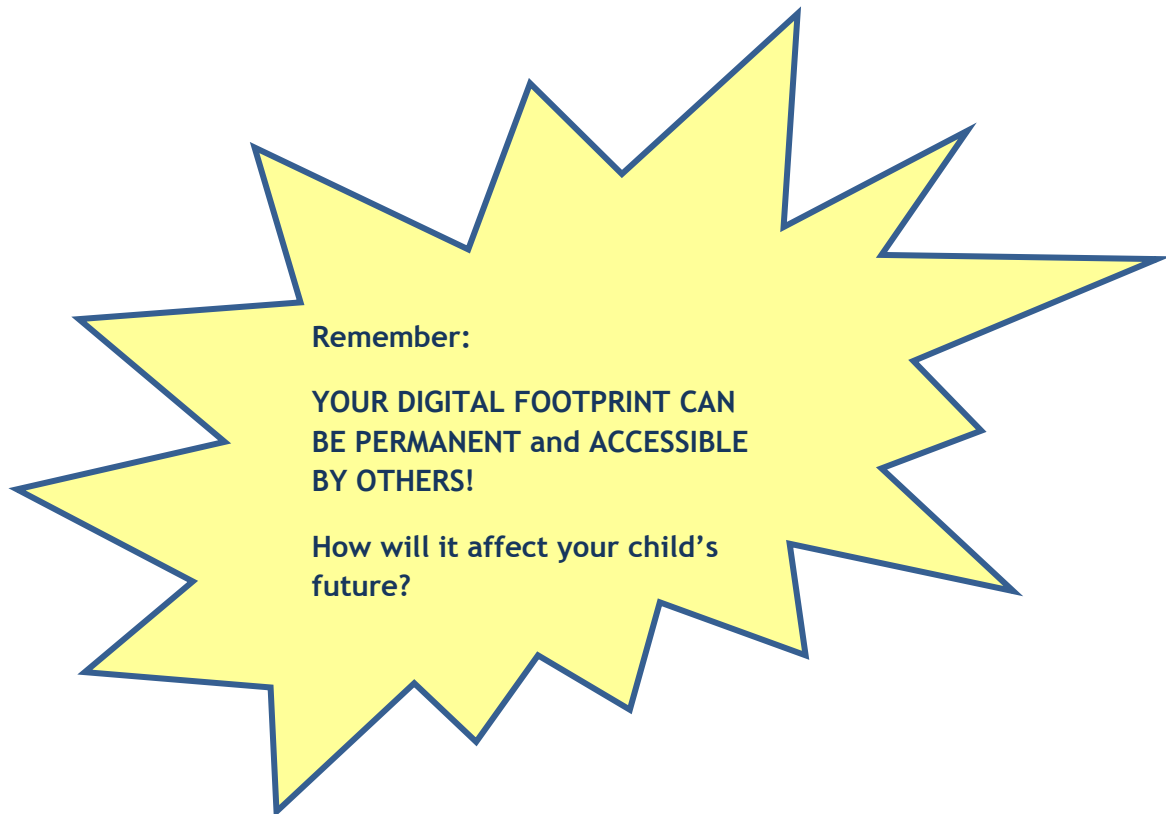 Remember:
YOUR DIGITAL FOOTPRINT CAN
BE PERMANENT and ACCESSIBLE
BY OTHERS!
How will it affect your child’s
future?